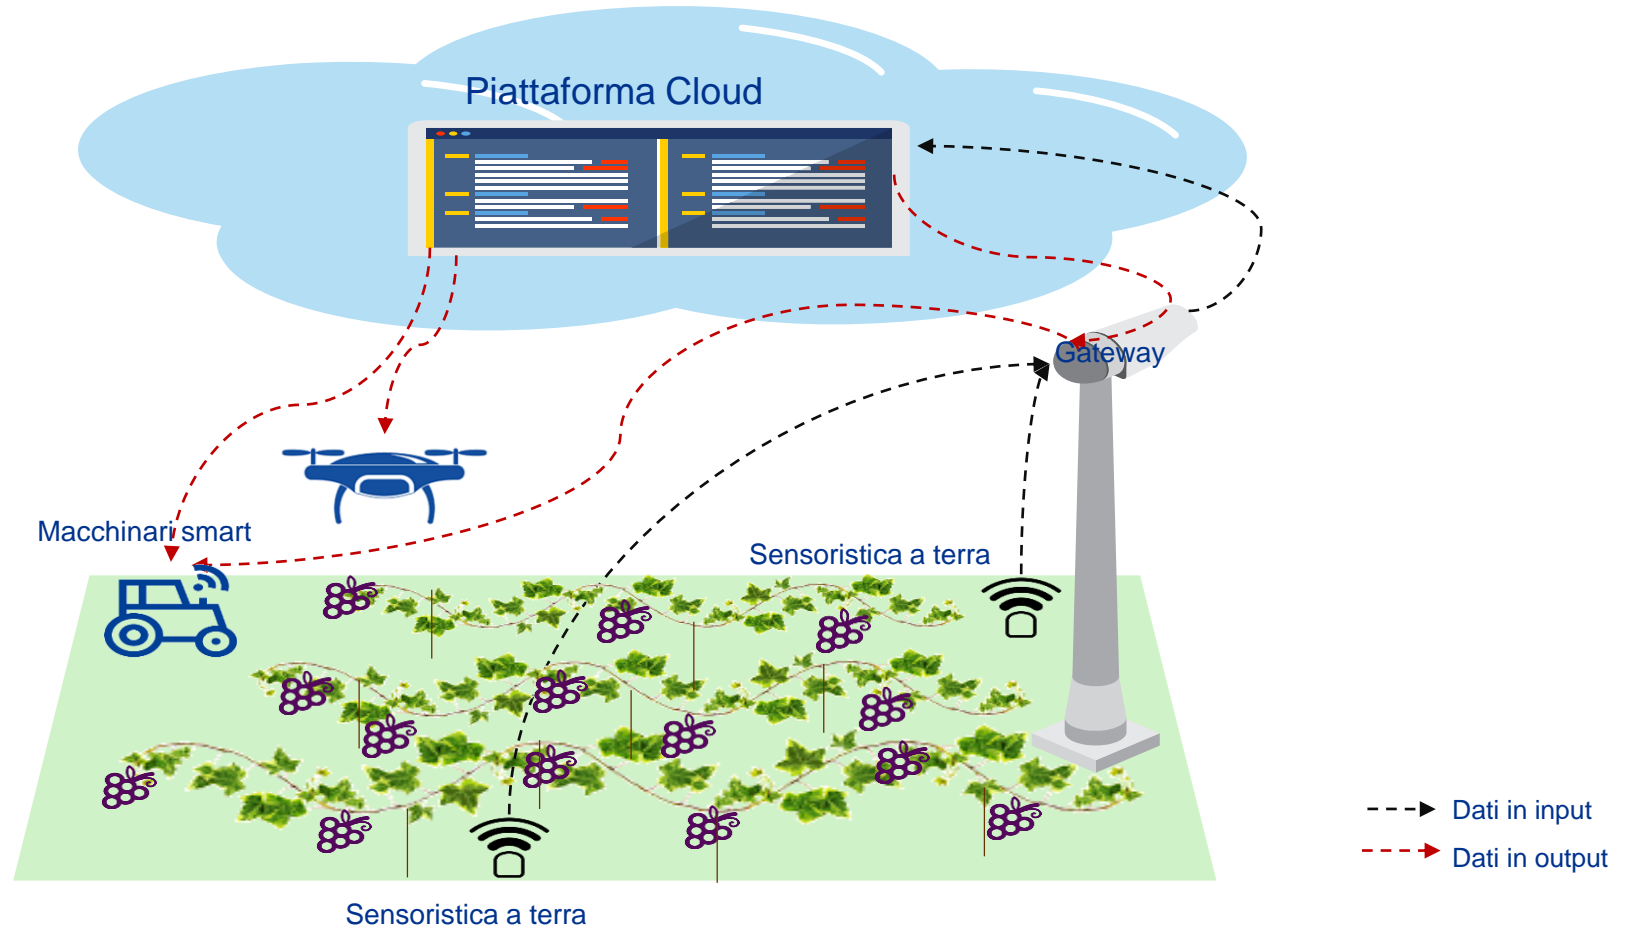 Piattaforma Cloud
Gateway
Macchinari smart
Sensoristica a terra
Dati in input
Dati in output
Sensoristica a terra